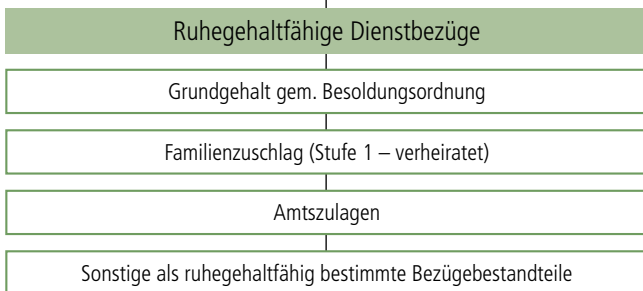 Ruhegehaltfähige Dienstbezüge
Grundgehalt gem. Besoldungsordnung
Familienzuschlag (Stufe 1 – verheiratet)
Amtszulagen
Sonstige als ruhegehaltfähig bestimmte Bezügebestandteile